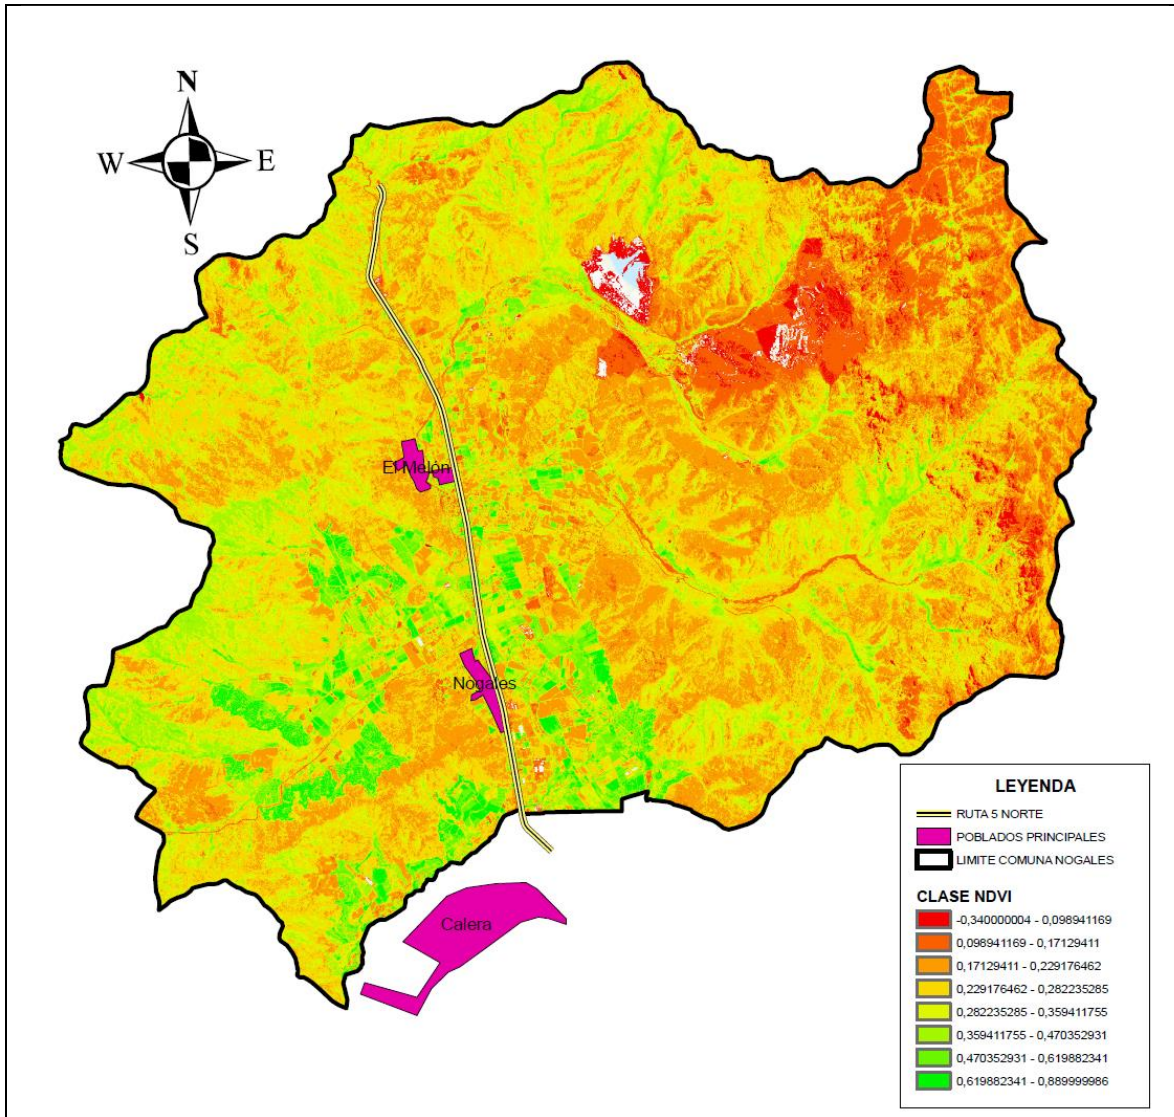 N
W
E
S
El Melón
Nogales
Calera
LEYENDA
RUTA 5 NORTE
POBLADOS PRINCIPALES
LIMITE COMUNA NOGALES
CLASE NDVI
-0,340000004 - 0,098941169
0,098941169 - 0,17129411
0,17129411 - 0,229176462
0,229176462 - 0,282235285
0,282235285 - 0,359411755
0,359411755 - 0,470352931
0,470352931 - 0,619882341
0,619882341 - 0,889999986